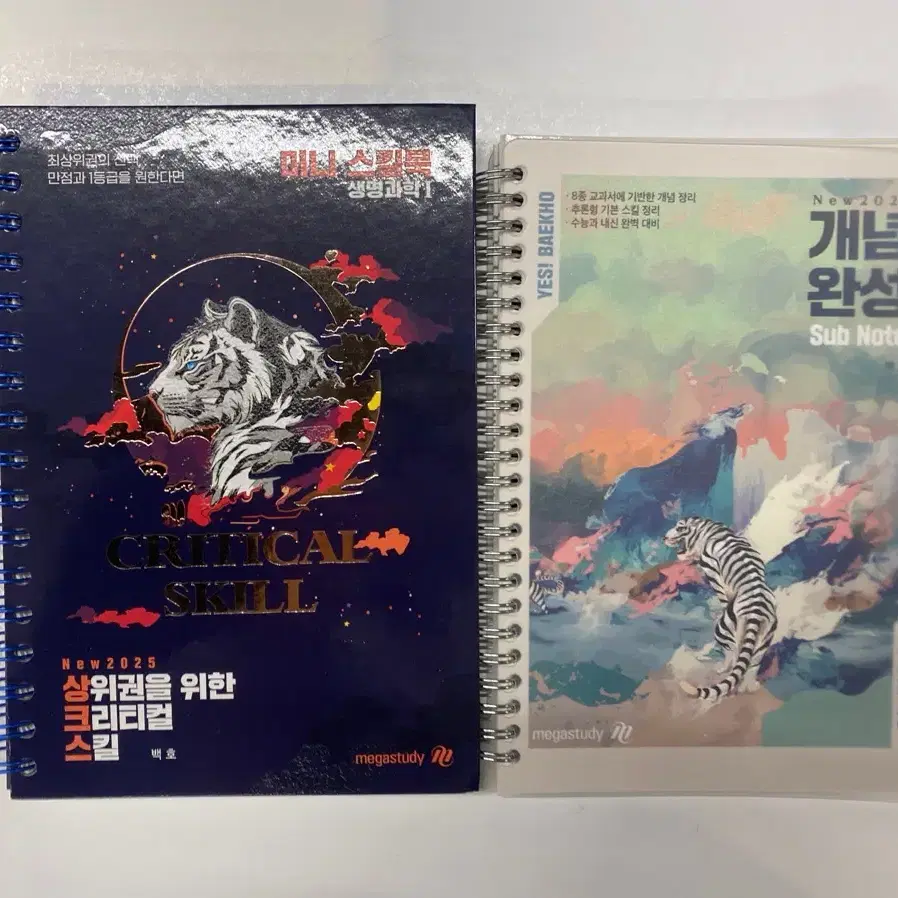 최상위권의 선택
만점과 1등급을 원한다면
미니 스킬북
생명과학 I
CRITICAL
SKILL
New2025
상위권을 위한
크리티컬
스킬
백호
megastudy
YES! BAEKHO
· 8종 교과서에 기반한 개념 정리
· 추론형 기본 스킬 정리
· 수능과 내신 완벽 대비
New202
개념
완성
Sub Note
megastudy